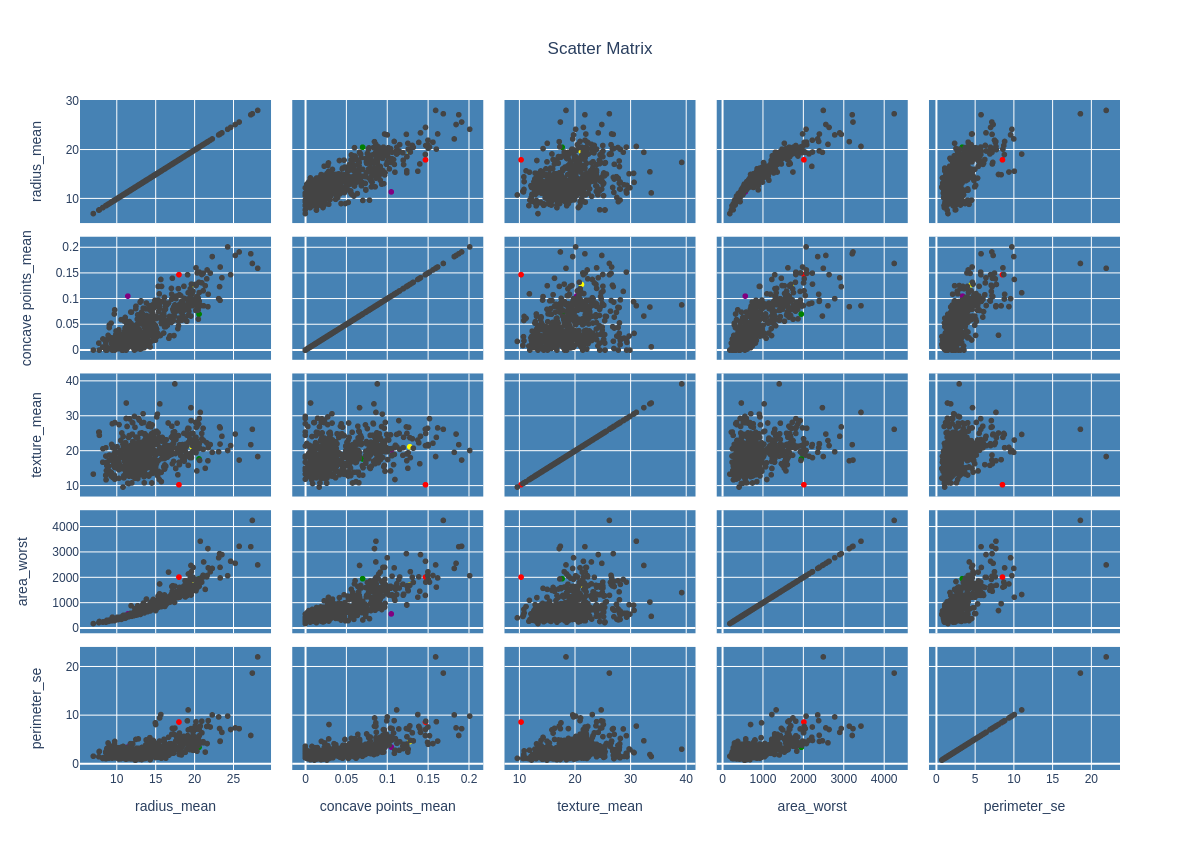 Scatter Matrix
30
20
10
radius_mean
0.2
0.15
0.1
0.05
0
concave points_mean
40
30
20
10
texture_mean
4000
3000
2000
1000
0
area_worst
20
10
0
perimeter_se
10 15 20 25 0 0.05 0.1 0.15 0.2 10 20 30 40 0 1000 2000 3000 4000 0 5 10 15 20
radius_mean concave points_mean texture_mean area_worst perimeter_se